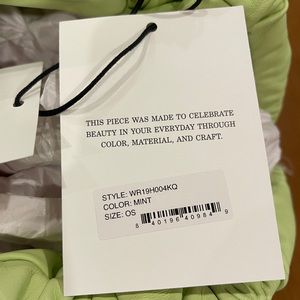 THIS PIECE WAS MADE TO CELEBRATE
BEAUTY IN YOUR EVERYDAY THROUGH
COLOR, MATERIAL, AND CRAFT.
STYLE: WR19H004KQ
COLOR: MINT
SIZE: OS
8 40196 40984 9